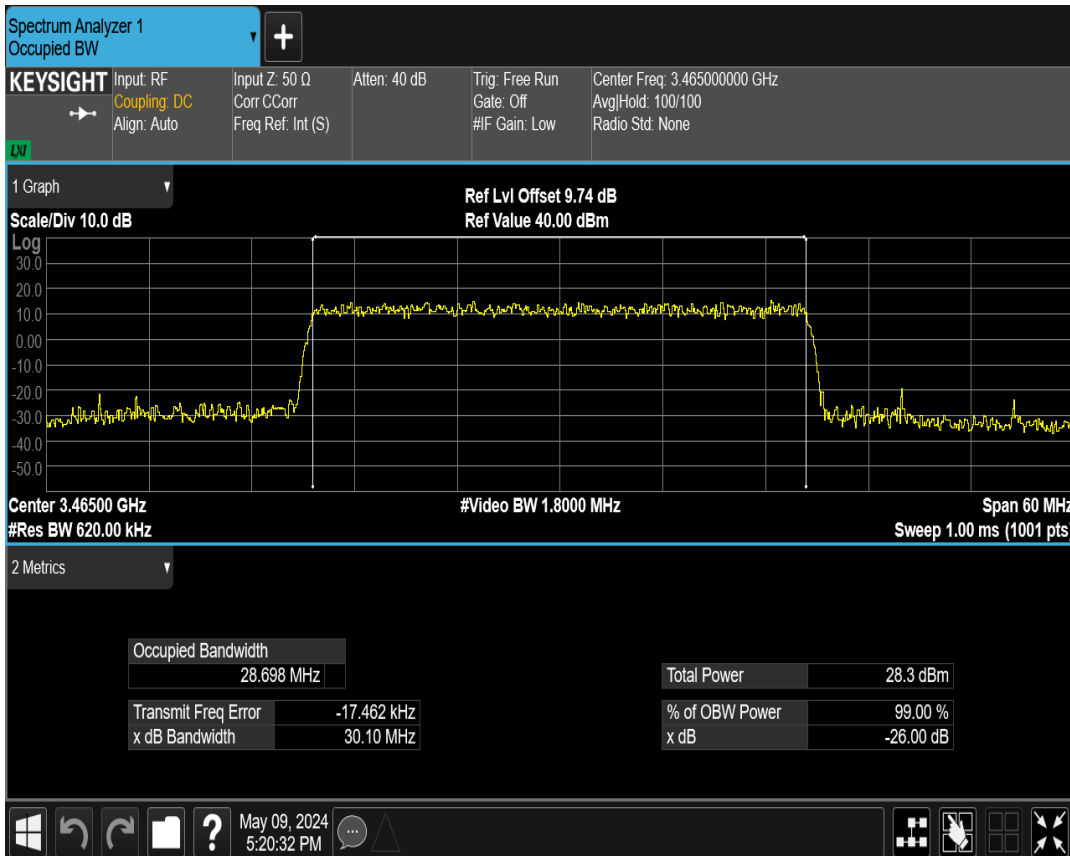 Spectrum Analyzer 1
Occupied BW
+
KEYSIGHT
LXI
Input: RF
Coupling: DC
Align: Auto
Input Z: 50 Ω
Corr CCorr
Freq Ref: Int (S)
Atten: 40 dB
Trig: Free Run
Gate: Off
#IF Gain: Low
Center Freq: 3.465000000 GHz
Avg|Hold: 100/100
Radio Std: None
1 Graph
Ref Lvl Offset 9.74 dB
Scale/Div 10.0 dB
Ref Value 40.00 dBm
Log
30.0
20.0
10.0
0.00
-10.0
-20.0
-30.0
-40.0
-50.0
Center 3.46500 GHz
#Video BW 1.8000 MHz
Span 60 MHz
#Res BW 620.00 kHz
Sweep 1.00 ms (1001 pts)
2 Metrics
Occupied Bandwidth
28.698 MHz
Total Power 28.3 dBm
Transmit Freq Error -17.462 kHz
% of OBW Power 99.00 %
x dB Bandwidth 30.10 MHz
x dB -26.00 dB
?
May 09, 2024
5:20:32 PM